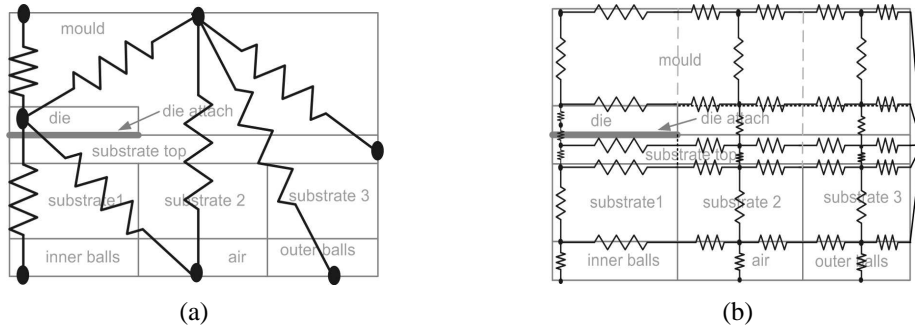 mould
die
die attach
substrate top
substrate1
substrate 2
substrate 3
inner balls
air
outer balls
(a)
mould
die
die attach
substrate top
substrate1
substrate 2
substrate 3
inner balls
air
outer balls
(b)